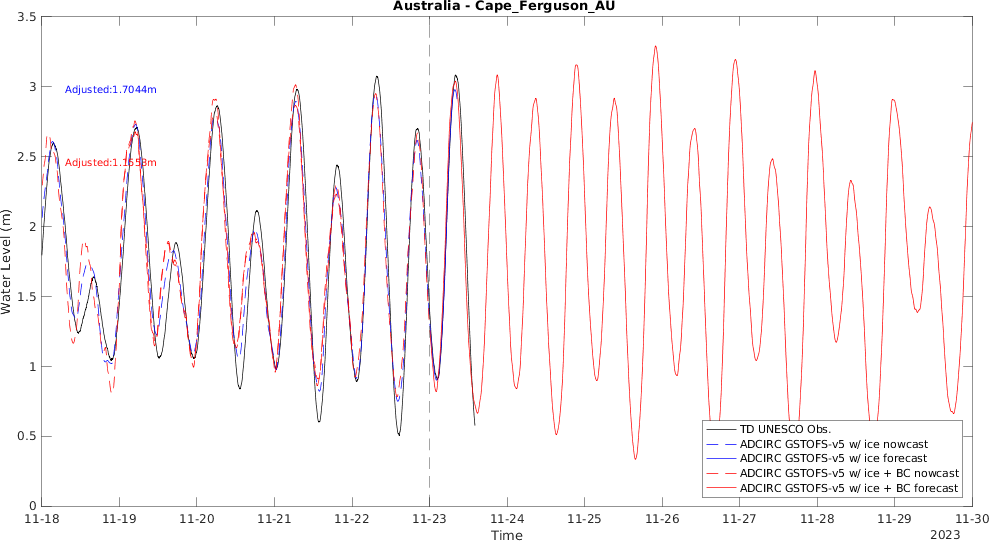 Australia - Cape_Ferguson_AU
3.5
3
2.5
2
1.5
1
0.5
0
Water Level (m)
Adjusted:1.7044m
Adjusted:1.1558m
TD UNESCO Obs.
ADCIRC GSTOFS-v5 w/ ice nowcast
ADCIRC GSTOFS-v5 w/ ice forecast
ADCIRC GSTOFS-v5 w/ ice + BC nowcast
ADCIRC GSTOFS-v5 w/ ice + BC forecast
11-18 11-19 11-20 11-21 11-22 11-23 11-24 11-25 11-26 11-27 11-28 11-29 11-30
Time
2023